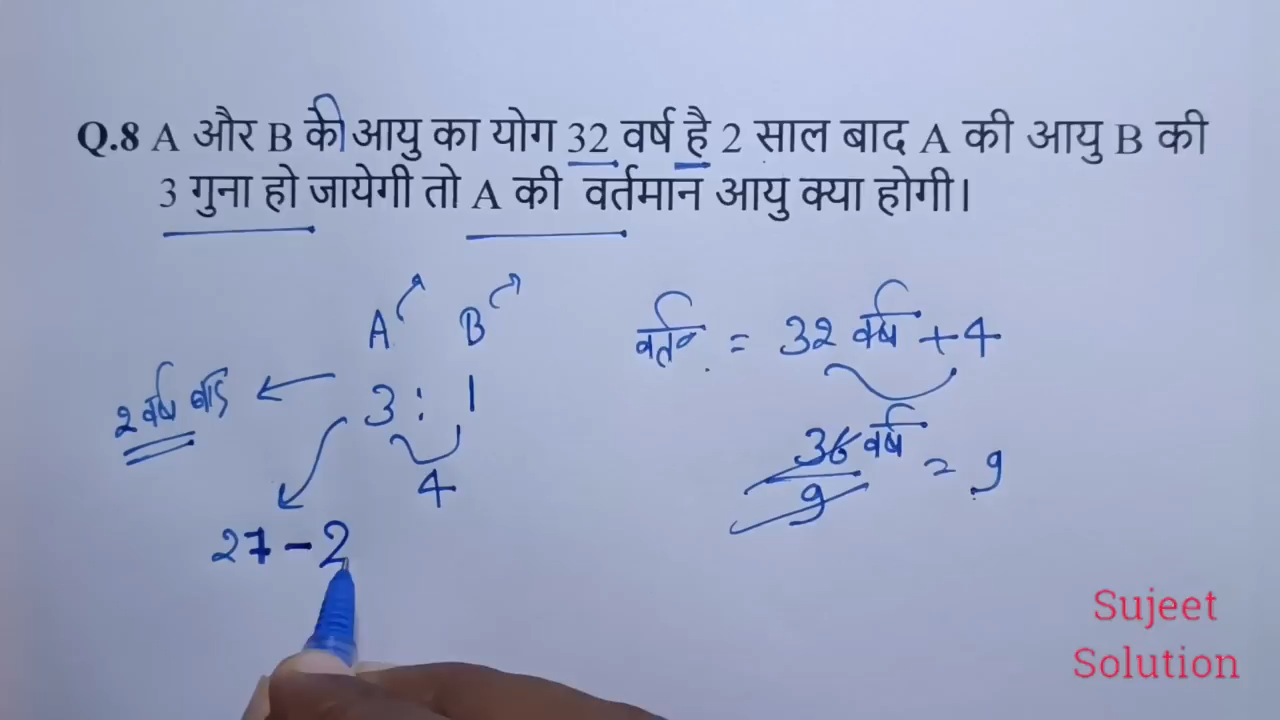 Q.8 A और B की आयु का योग 32 वर्ष है 2 साल बाद A की आयु B की
3 गुना हो जायेगी तो A की वर्तमान आयु क्या होगी।
A B
2 वर्ष बाद
3 : 1
4
27 - 2
वर्त० = 32 वर्ष + 4
36 वर्ष = 9
9
Sujeet
Solution